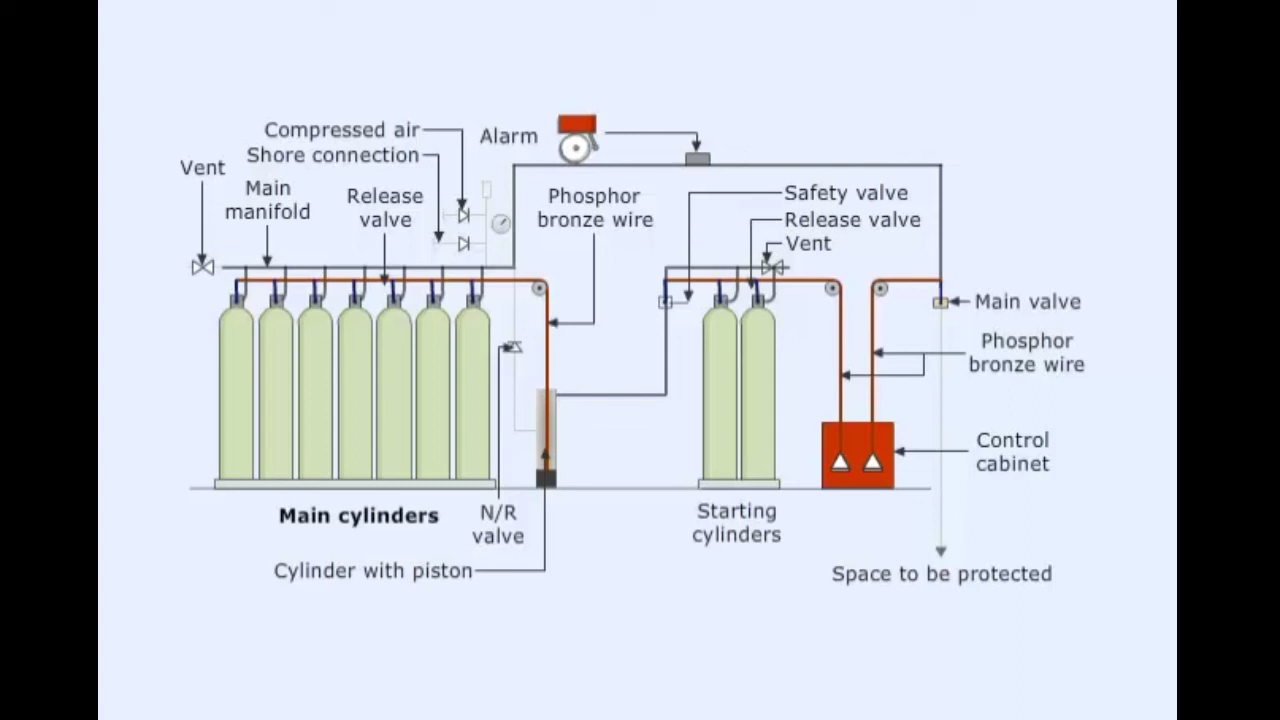 Compressed air
Alarm
Shore connection
Vent
Main
manifold
Release
valve
Phosphor
bronze wire
Safety valve
Release valve
Vent
Main valve
Phosphor
bronze wire
Control
cabinet
Main cylinders
N/R
valve
Starting
cylinders
Cylinder with piston
Space to be protected